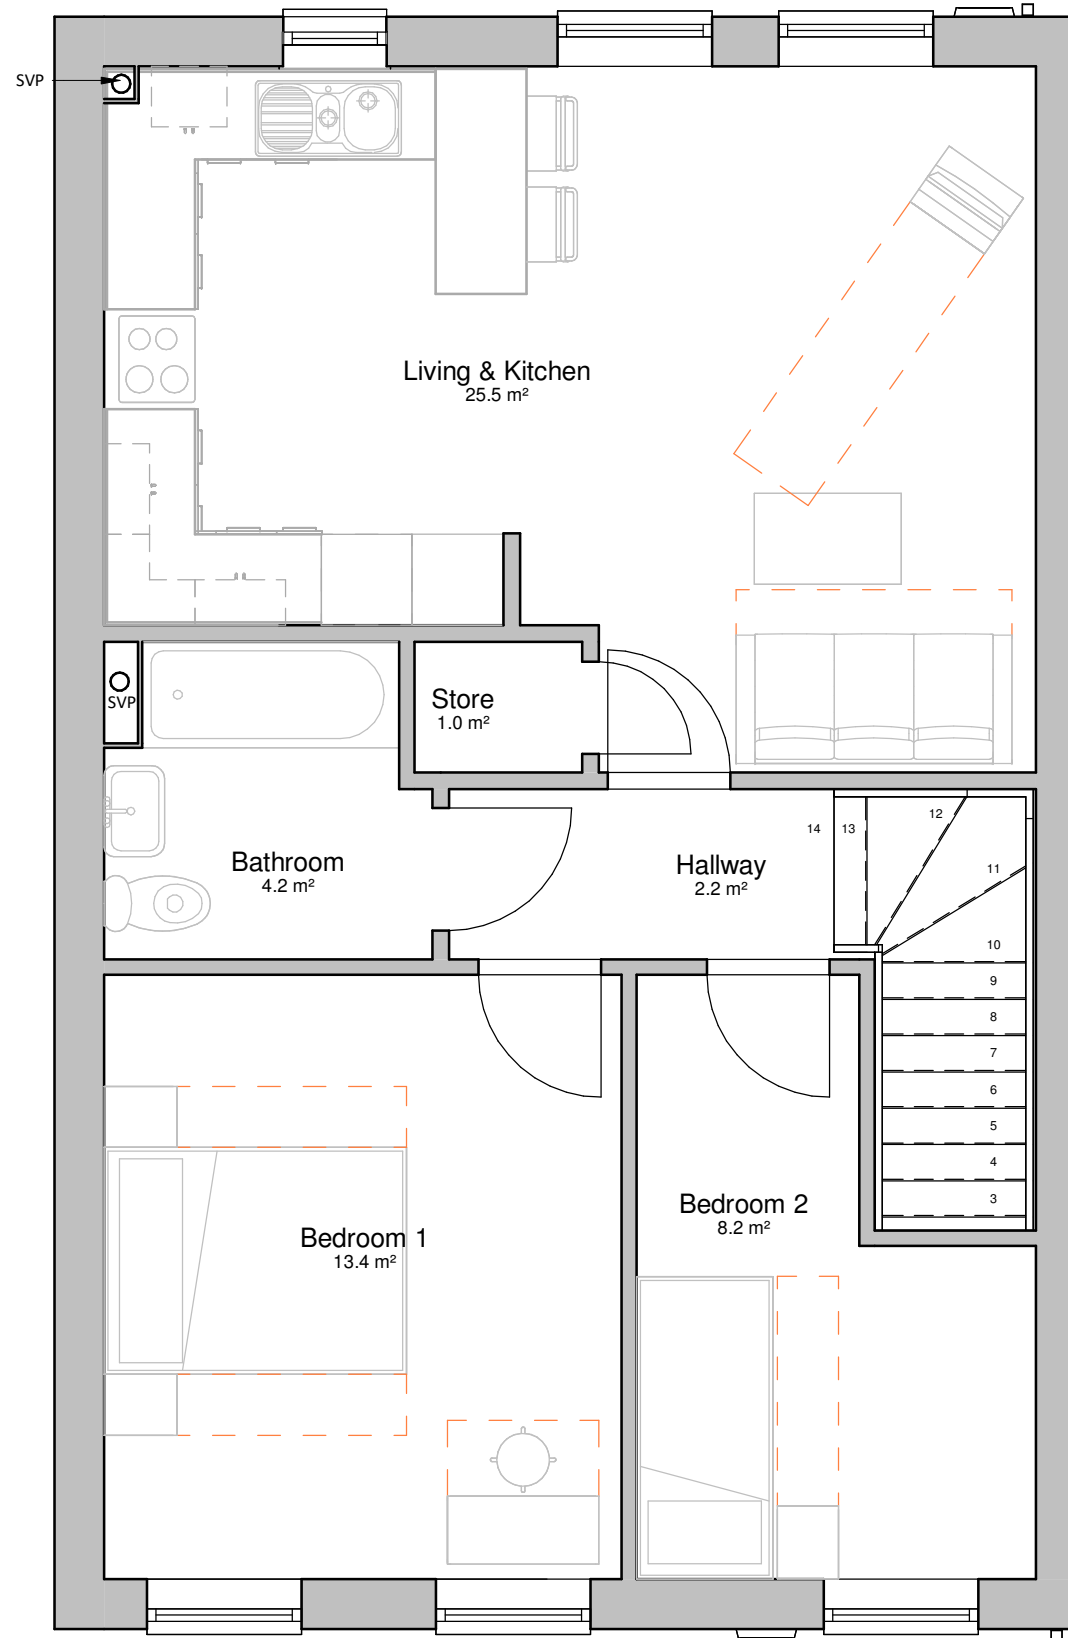 SVP
Living & Kitchen
25.5 m²
SVP
Store
1.0 m²
Bathroom
4.2 m²
Hallway
2.2 m²
14
13
12
11
10
9
8
7
6
5
4
3
Bedroom 1
13.4 m²
Bedroom 2
8.2 m²